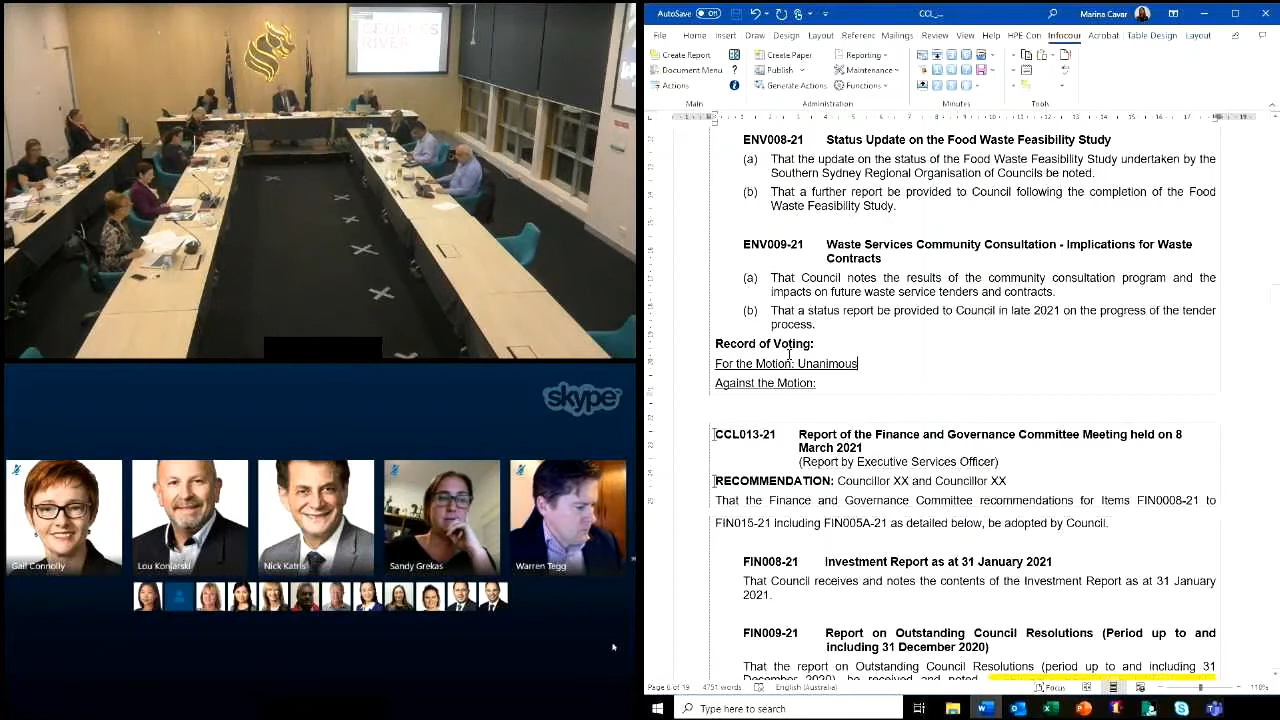 GEORGES
RIVER
skype
Gail Connolly
Lou Konjarski
Nick Katris
Sandy Grekas
Warren Tegg
AutoSave
Off
CCL_...
Marina Cavar
File
Home
Insert
Draw
Design
Layout
References
Mailings
Review
View
Help
HPE Con
Infocoun
Acrobat
Table Design
Layout
Create Report
Document Menu
Actions
Main
Create Paper
Publish
Generate Actions
Reporting
Maintenance
Functions
Administration
Minutes
Tools
ENV008-21 Status Update on the Food Waste Feasibility Study
(a) That the update on the status of the Food Waste Feasibility Study undertaken by the
Southern Sydney Regional Organisation of Councils be noted.
(b) That a further report be provided to Council following the completion of the Food
Waste Feasibility Study.
ENV009-21 Waste Services Community Consultation - Implications for Waste
Contracts
(a) That Council notes the results of the community consultation program and the
impacts on future waste service tenders and contracts.
(b) That a status report be provided to Council in late 2021 on the progress of the tender
process.
Record of Voting:
For the Motion: Unanimous
Against the Motion:
CCL013-21 Report of the Finance and Governance Committee Meeting held on 8
March 2021
(Report by Executive Services Officer)
RECOMMENDATION: Councillor XX and Councillor XX
That the Finance and Governance Committee recommendations for Items FIN0008-21 to
FIN015-21 including FIN005A-21 as detailed below, be adopted by Council.
FIN008-21 Investment Report as at 31 January 2021
That Council receives and notes the contents of the Investment Report as at 31 January
2021.
FIN009-21 Report on Outstanding Council Resolutions (Period up to and
including 31 December 2020)
That the report on Outstanding Council Resolutions (period up to and including 31
December 2020), be received and noted.
Page 6 of 19
4751 words
English (Australia)
Focus
110%
Type here to search